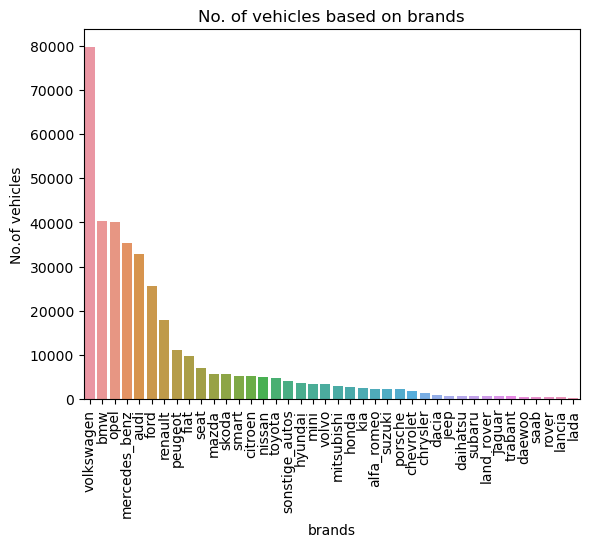 No. of vehicles based on brands
80000
70000
60000
50000
40000
30000
20000
10000
0
No.of vehicles
volkswagen
bmw
opel
mercedes_benz
audi
ford
renault
peugeot
fiat
seat
mazda
skoda
smart
citroen
nissan
toyota
sonstige_autos
hyundai
mini
volvo
mitsubishi
honda
kia
alfa_romeo
suzuki
porsche
chevrolet
chrysler
dacia
jeep
daihatsu
subaru
land_rover
jaguar
trabant
daewoo
saab
rover
lancia
lada
brands